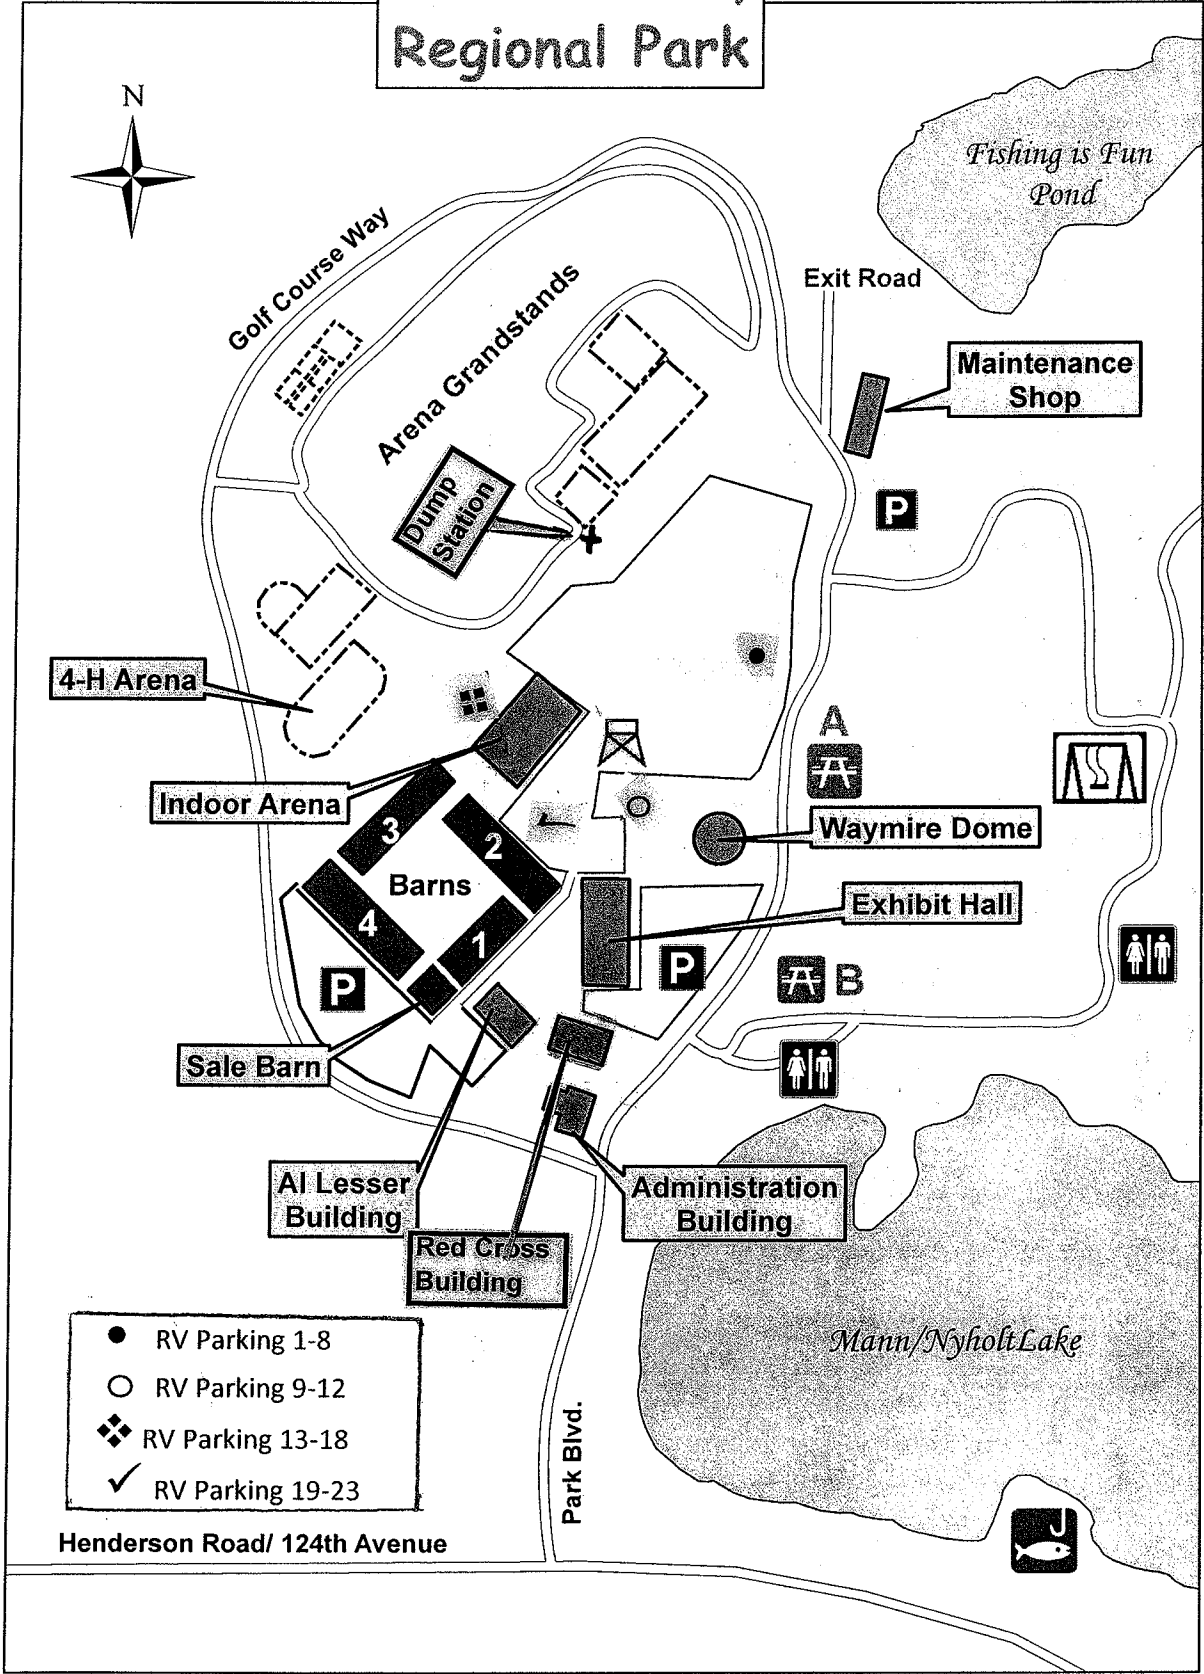 Regional Park
N
Fishing is Fun
Pond
Golf Course Way
Exit Road
Arena Grandstands
Maintenance
Shop
Dump
Station
P
4-H Arena
A
Indoor Arena
3
2
Waymire Dome
Barns
Exhibit Hall
4
1
P
P
B
Sale Barn
Al Lesser
Building
Administration
Building
Red Cross
Building
RV Parking 1-8
RV Parking 9-12
RV Parking 13-18
RV Parking 19-23
Mann/NyholtLake
Park Blvd.
Henderson Road/ 124th Avenue